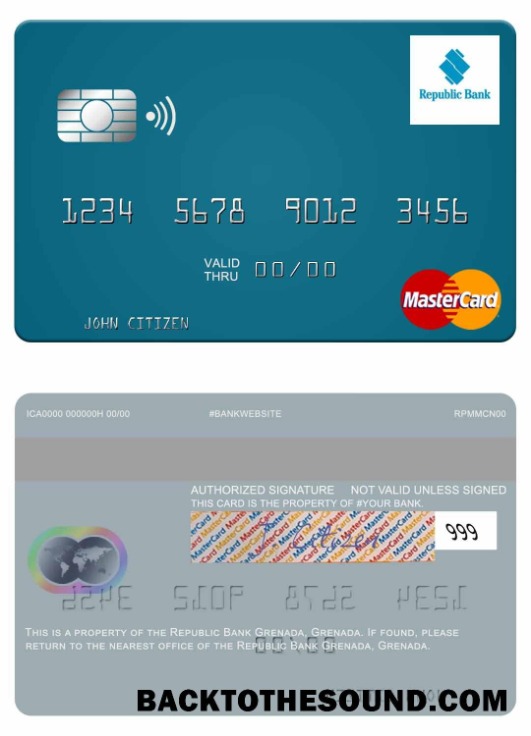 Republic Bank
1234 5678 9012 3456
VALID THRU 00/00
MasterCard
JOHN CITIZEN
ICA0000 000000H 00/00 #BANKWEBSITE RPMMCN00
AUTHORIZED SIGNATURE NOT VALID UNLESS SIGNED
THIS CARD IS THE PROPERTY OF #YOUR BANK.
MasterCard MasterCard MasterCard
999
THIS IS A PROPERTY OF THE REPUBLIC BANK GRENADA, GRENADA. IF FOUND, PLEASE
RETURN TO THE NEAREST OFFICE OF THE REPUBLIC BANK GRENADA, GRENADA.
BACKTOTHESOUND.COM